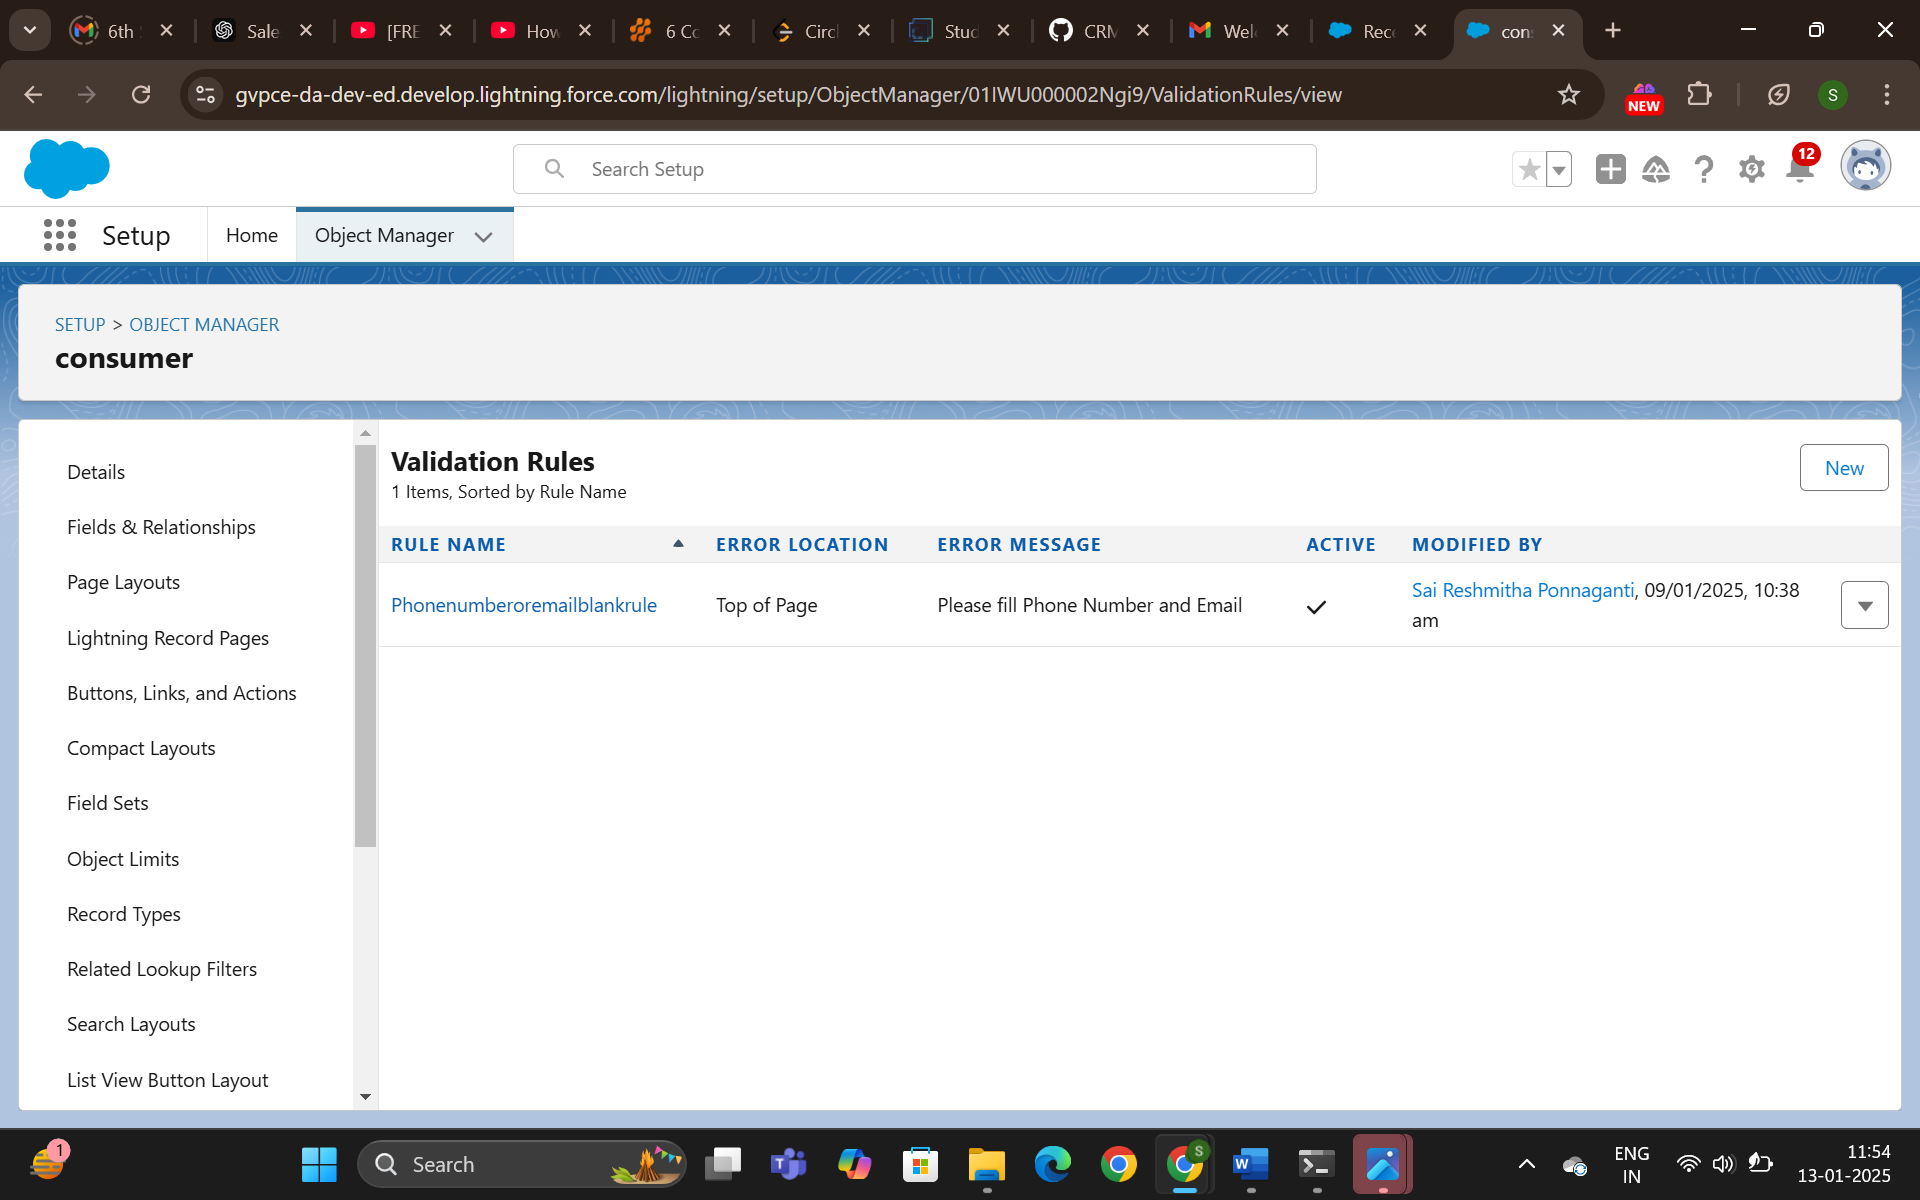 6th
Sale
[FRE
How
6 Co
Circl
Stud
CRM
Wel
Rec
con
gvpce-da-dev-ed.develop.lightning.force.com/lightning/setup/ObjectManager/01IWU000002Ngi9/ValidationRules/view
NEW
S
Search Setup
12
Setup
Home
Object Manager
SETUP > OBJECT MANAGER
consumer
Details
Fields & Relationships
Page Layouts
Lightning Record Pages
Buttons, Links, and Actions
Compact Layouts
Field Sets
Object Limits
Record Types
Related Lookup Filters
Search Layouts
List View Button Layout
Validation Rules
1 Items, Sorted by Rule Name
New
RULE NAME ERROR LOCATION ERROR MESSAGE ACTIVE MODIFIED BY
Phonenumberoremailblankrule Top of Page Please fill Phone Number and Email Sai Reshmitha Ponnaganti, 09/01/2025, 10:38
am
1
Search
S
ENG
IN
11:54
13-01-2025